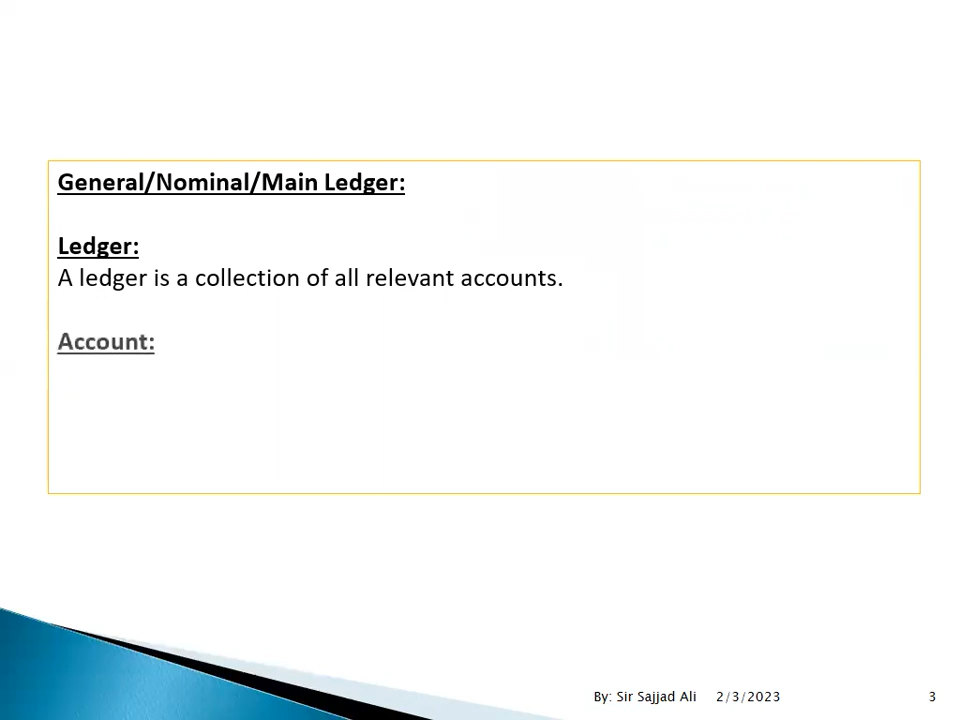 General/Nominal/Main Ledger:
Ledger:
A ledger is a collection of all relevant accounts.
Account:
By: Sir Sajjad Ali 2/3/2023 3